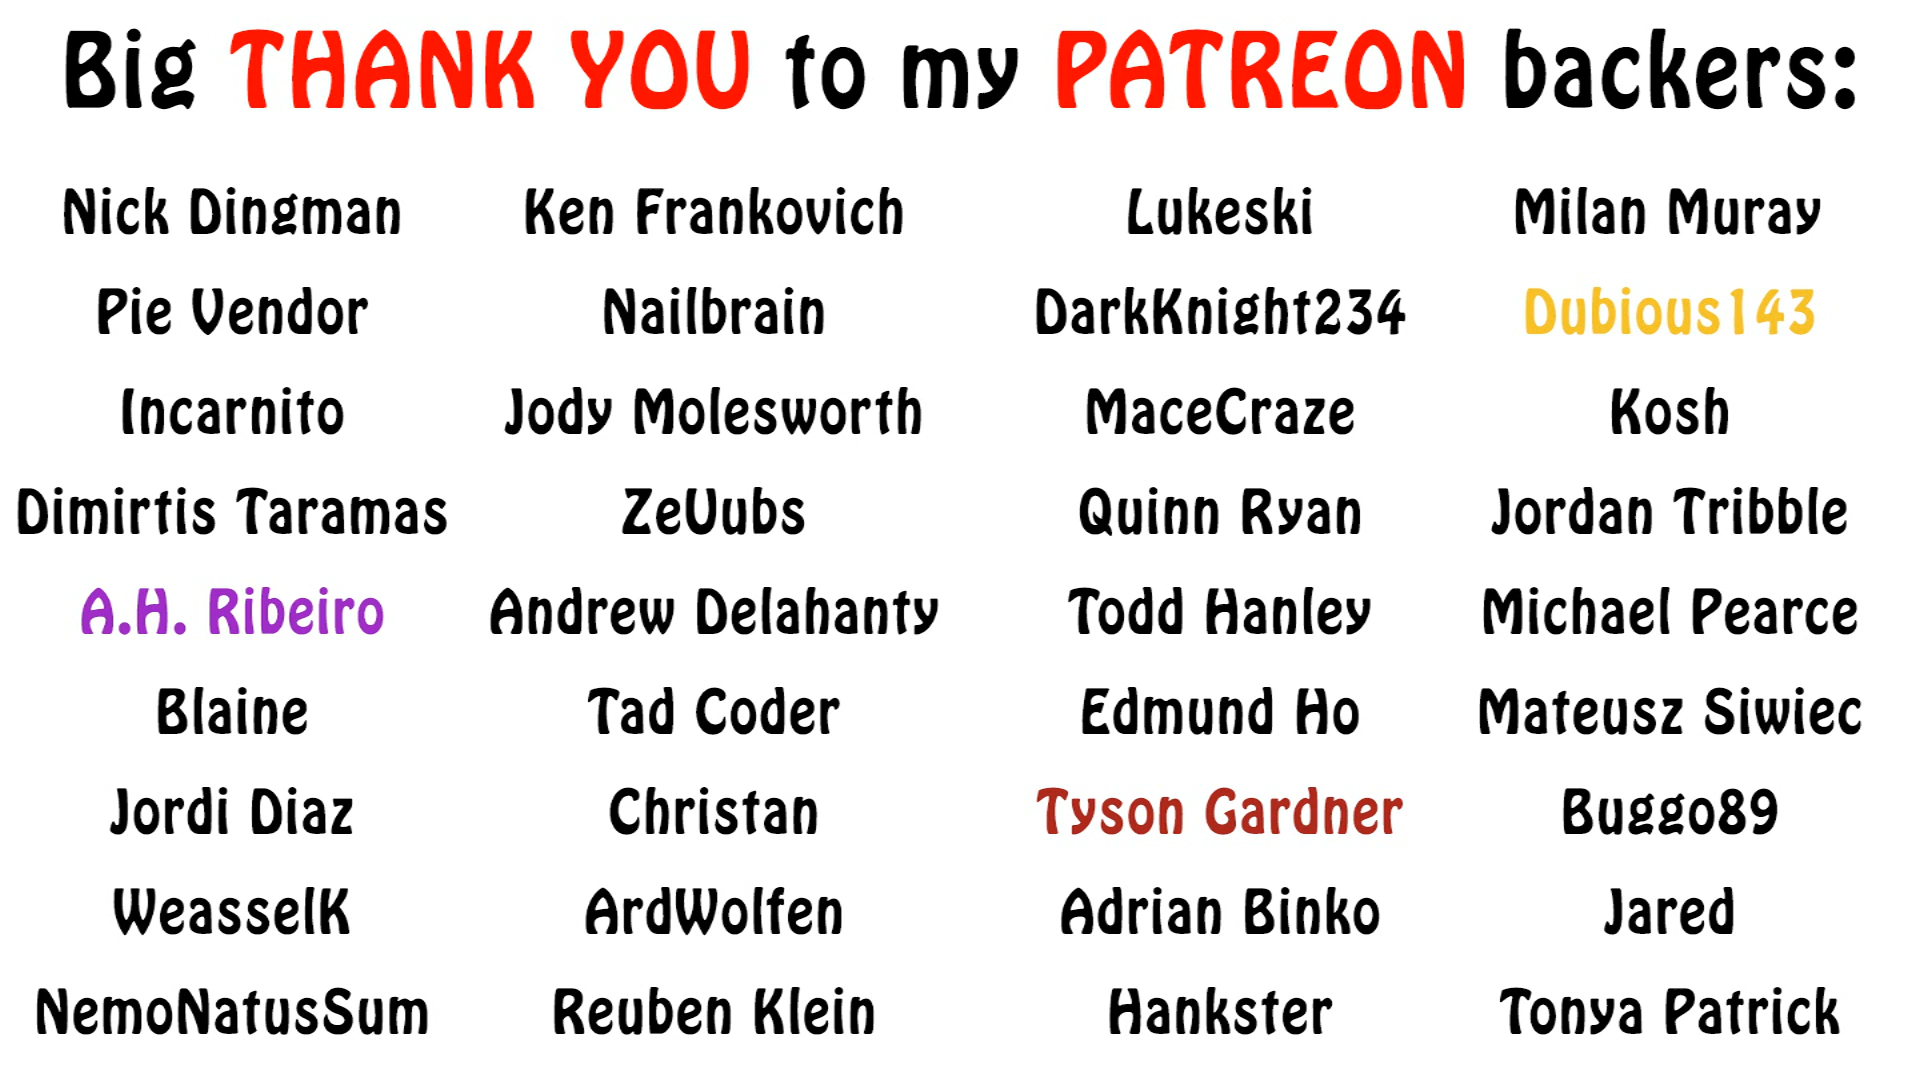 Big THANK YOU to my PATREON backers:
Nick Dingman Ken Frankovich Lukeski Milan Muray
Pie Vendor Nailbrain DarkKnight234 Dubious143
Incarnito Jody Molesworth MaceCraze Kosh
Dimirtis Taramas ZeUubs Quinn Ryan Jordan Tribble
A.H. Ribeiro Andrew Delahanty Todd Hanley Michael Pearce
Blaine Tad Coder Edmund Ho Mateusz Siwiec
Jordi Diaz Christan Tyson Gardner Buggo89
WeasselK ArdWolfen Adrian Binko Jared
NemoNatusSum Reuben Klein Hankster Tonya Patrick